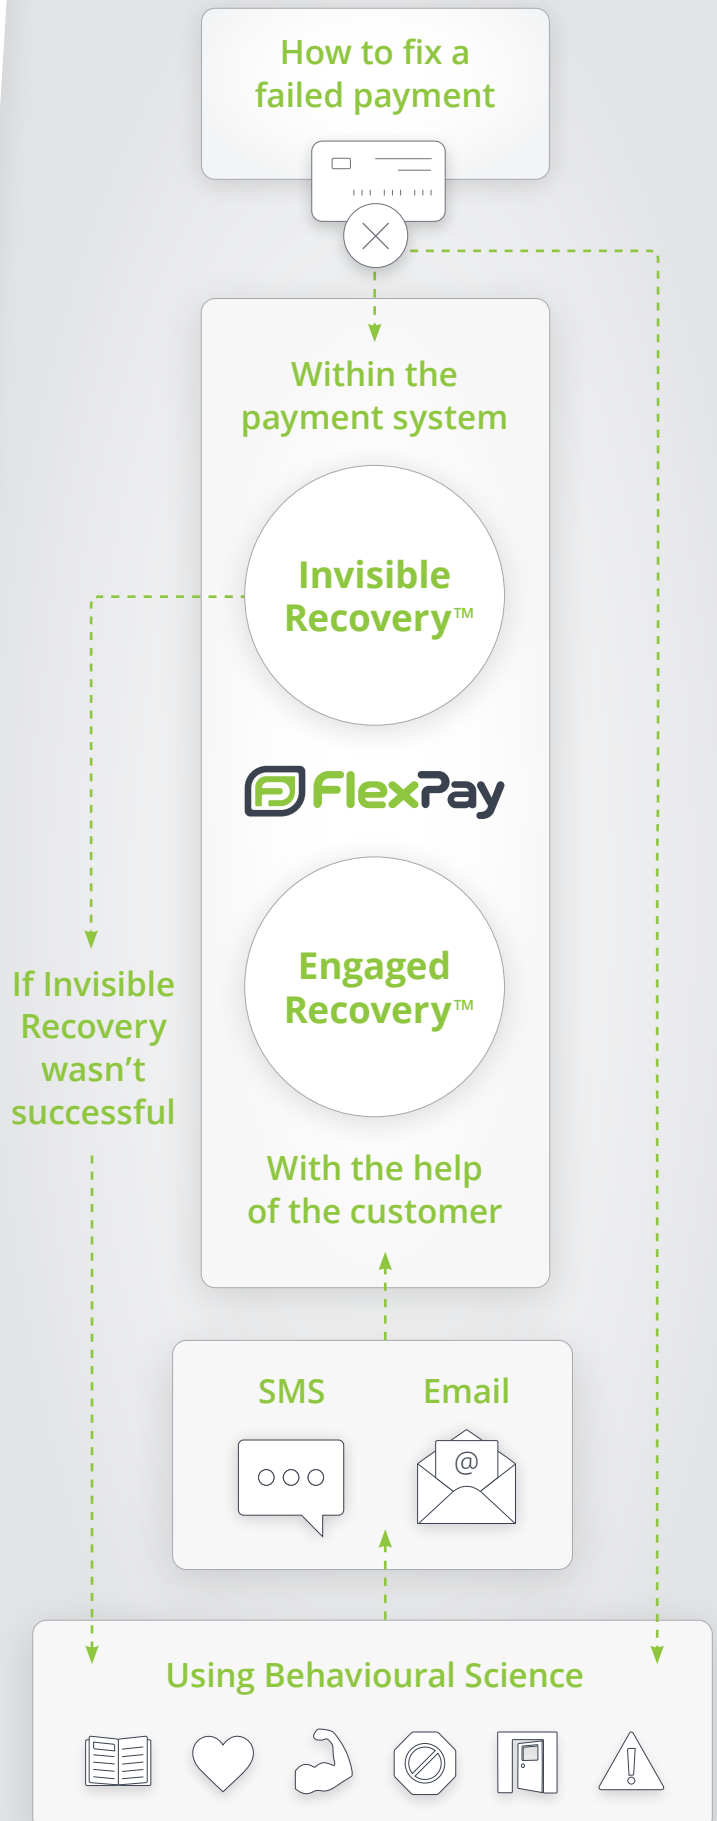 How to fix a
failed payment
Within the
payment system
Invisible
Recovery™
FlexPay
Engaged
Recovery™
If Invisible
Recovery
wasn’t
successful
With the help
of the customer
SMS
Email
@
Using Behavioural Science